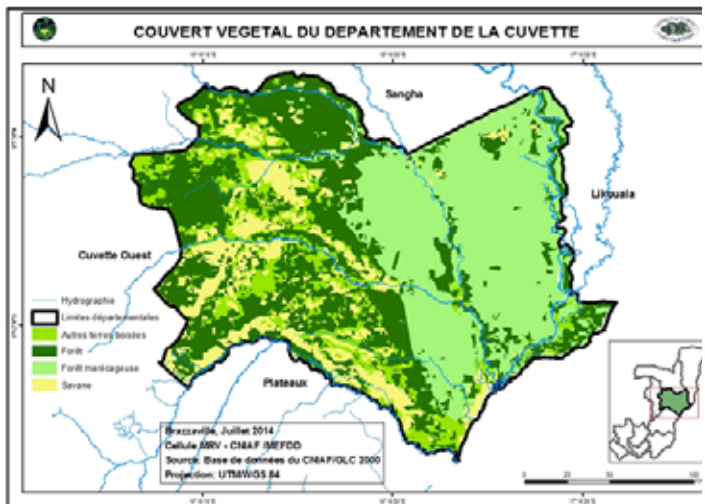 COUVERT VEGETAL DU DEPARTEMENT DE LA CUVETTE
N
Sangha
Likouala
Cuvette Ouest
Plateaux
Hydrographie
Limites départementales
Autres terres boisées
Forêt
Forêt marécageuse
Savane
Brazzaville, Juillet 2014
Cellule MRV - CNIAF /MEFDD
Source: Base de données du CNIAF/GLC 2000
Projection: UTM/WGS 84